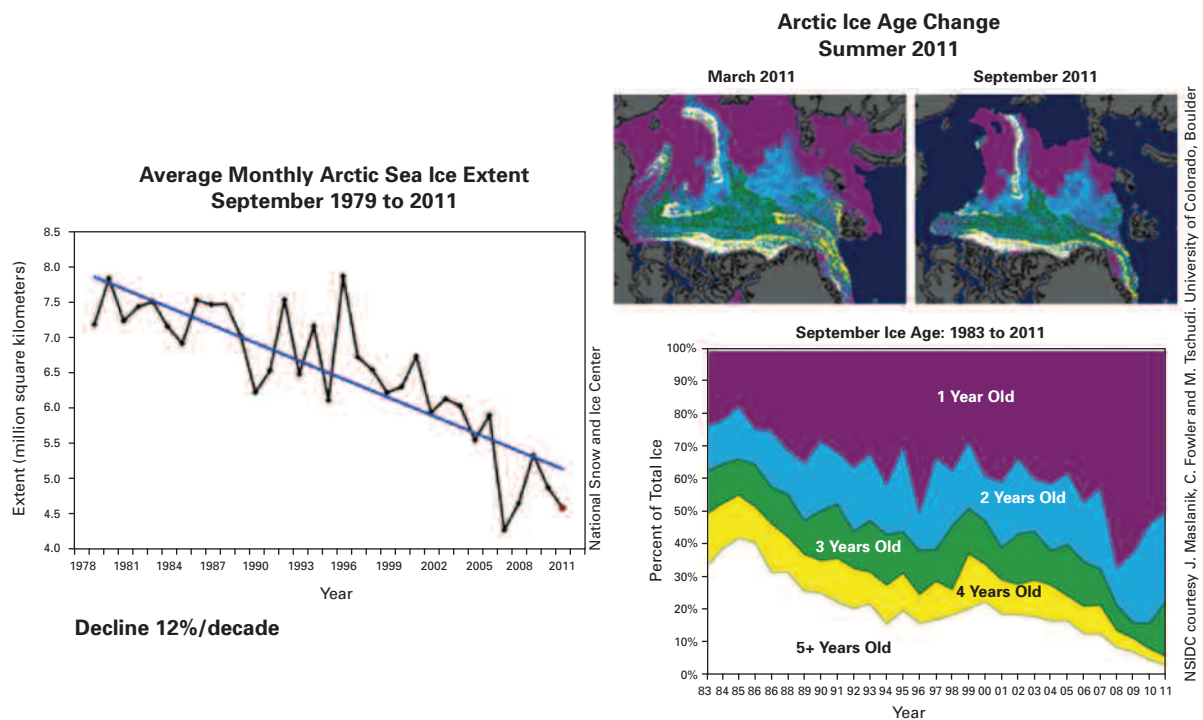 Average Monthly Arctic Sea Ice Extent
September 1979 to 2011
Extent (million square kilometers)
8.5
8.0
7.5
7.0
6.5
6.0
5.5
5.0
4.5
4.0
1978 1981 1984 1987 1990 1993 1996 1999 2002 2005 2008 2011
Year
National Snow and Ice Center
Decline 12%/decade
Arctic Ice Age Change
Summer 2011
March 2011
September 2011
September Ice Age: 1983 to 2011
Percent of Total Ice
100%
90%
80%
70%
60%
50%
40%
30%
20%
10%
0%
1 Year Old
2 Years Old
3 Years Old
4 Years Old
5+ Years Old
83 84 85 86 86 87 88 89 90 91 92 93 94 95 96 97 98 99 00 01 02 03 04 05 06 07 08 09 10 11
Year
NSIDC courtesy J. Maslanik, C. Fowler and M. Tschudi. University of Colorado, Boulder